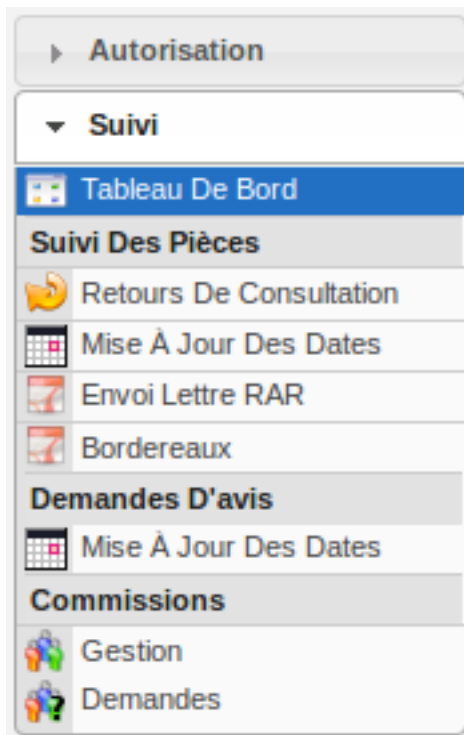 Autorisation
Suivi
Tableau De Bord
Suivi Des Pièces
Retours De Consultation
Mise À Jour Des Dates
Envoi Lettre RAR
Bordereaux
Demandes D'avis
Mise À Jour Des Dates
Commissions
Gestion
Demandes